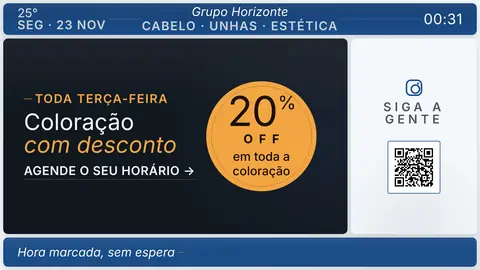 25°
SEG · 23 NOV
Grupo Horizonte
CABELO · UNHAS · ESTÉTICA
00:31
TODA TERÇA-FEIRA
Coloração
com desconto
AGENDE O SEU HORÁRIO →
20%
OFF
em toda a
coloração
SIGA A
GENTE
Hora marcada, sem espera